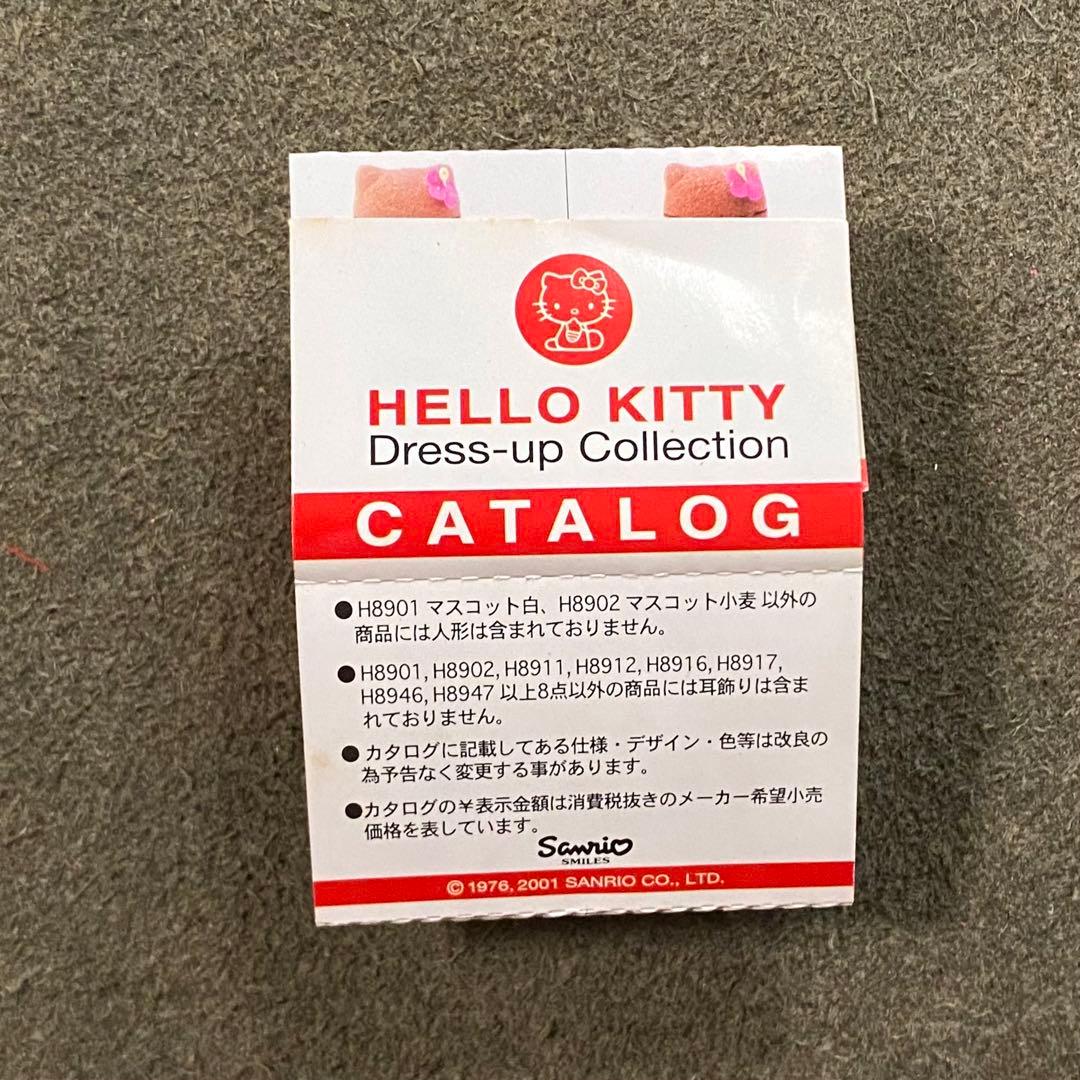 HELLO KITTY
Dress-up Collection
CATALOG
●H8901 マスコット白、H8902 マスコット小麦 以外の
商品には人形は含まれておりません。
●H8901, H8902, H8911, H8912, H8916, H8917,
H8946, H8947 以上8点以外の商品には耳飾りは含ま
れておりません。
●カタログに記載してある仕様・デザイン・色等は改良の
為予告なく変更する事があります。
●カタログの￥表示金額は消費税抜きのメーカー希望小売
価格を表しています。
Sanrio
SMILES
© 1976, 2001 SANRIO CO., LTD.